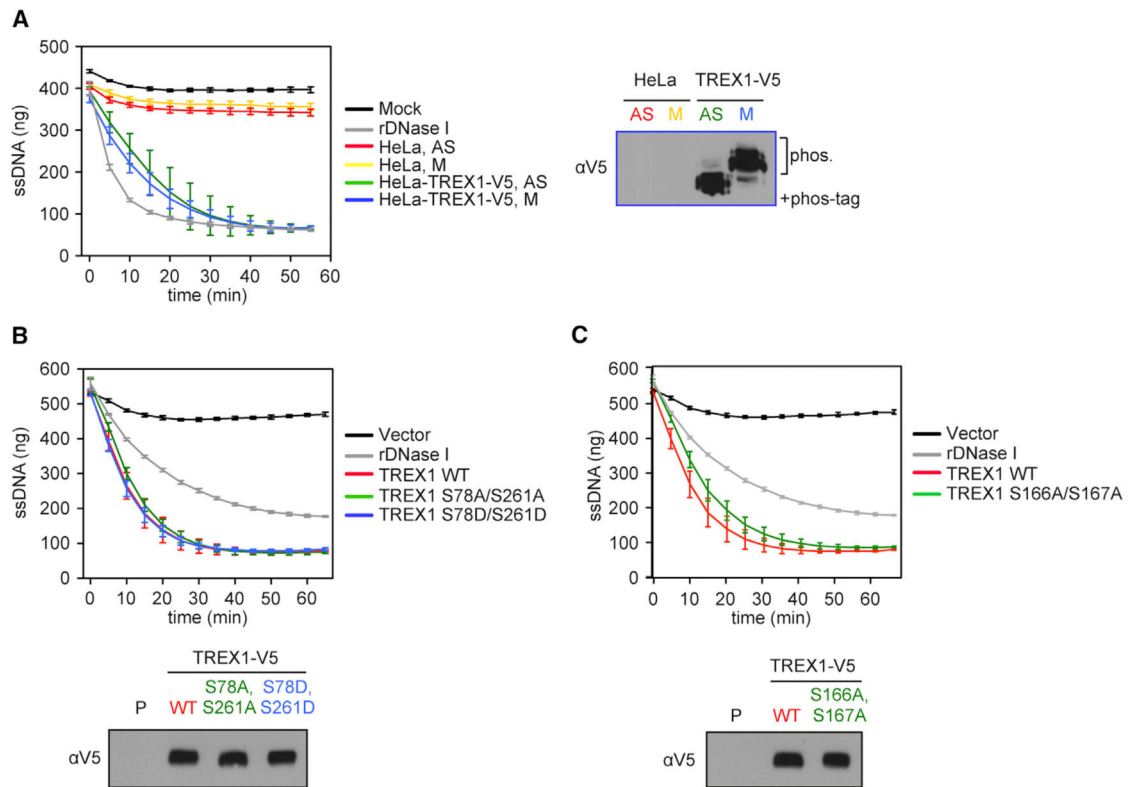 A
500
400
300
200
100
0
ssDNA (ng)
0 10 20 30 40 50 60
time (min)
Mock
rDNase I
HeLa, AS
HeLa, M
HeLa-TREX1-V5, AS
HeLa-TREX1-V5, M
HeLa TREX1-V5
AS M AS M
αV5
phos.
+phos-tag
B
600
500
400
300
200
100
0
ssDNA (ng)
0 10 20 30 40 50 60
time (min)
Vector
rDNase I
TREX1 WT
TREX1 S78A/S261A
TREX1 S78D/S261D
TREX1-V5
S78A, S78D,
P WT S261A S261D
αV5
C
600
500
400
300
200
100
0
ssDNA (ng)
0 10 20 30 40 50 60
time (min)
Vector
rDNase I
TREX1 WT
TREX1 S166A/S167A
TREX1-V5
S166A,
P WT S167A
αV5